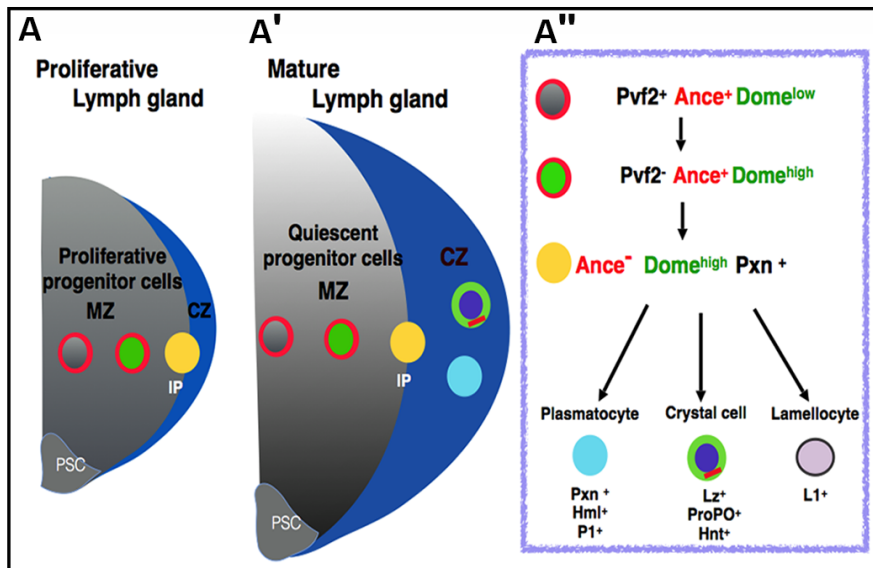 A
Proliferative
Lymph gland
Proliferative
progenitor cells
MZ
CZ
IP
PSC
A'
Mature
Lymph gland
Quiescent
progenitor cells
MZ
CZ
IP
PSC
A''
Pvf2+ Ance+ Domelow
Pvf2- Ance+ Domehigh
Ance- Domehigh Pxn +
Plasmatocyte
Pxn +
Hml+
P1+
Crystal cell
Lz+
ProPO+
Hnt+
Lamellocyte
L1+